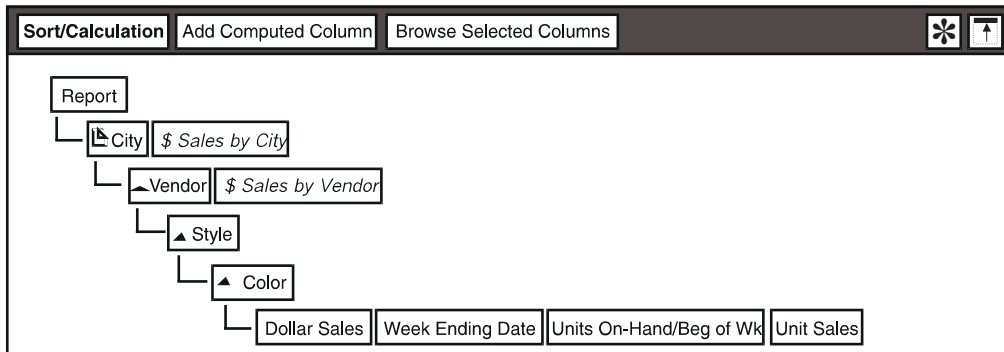 Sort/Calculation Add Computed Column Browse Selected Columns
Report
City $ Sales by City
Vendor $ Sales by Vendor
Style
Color
Dollar Sales Week Ending Date Units On-Hand/Beg of Wk Unit Sales